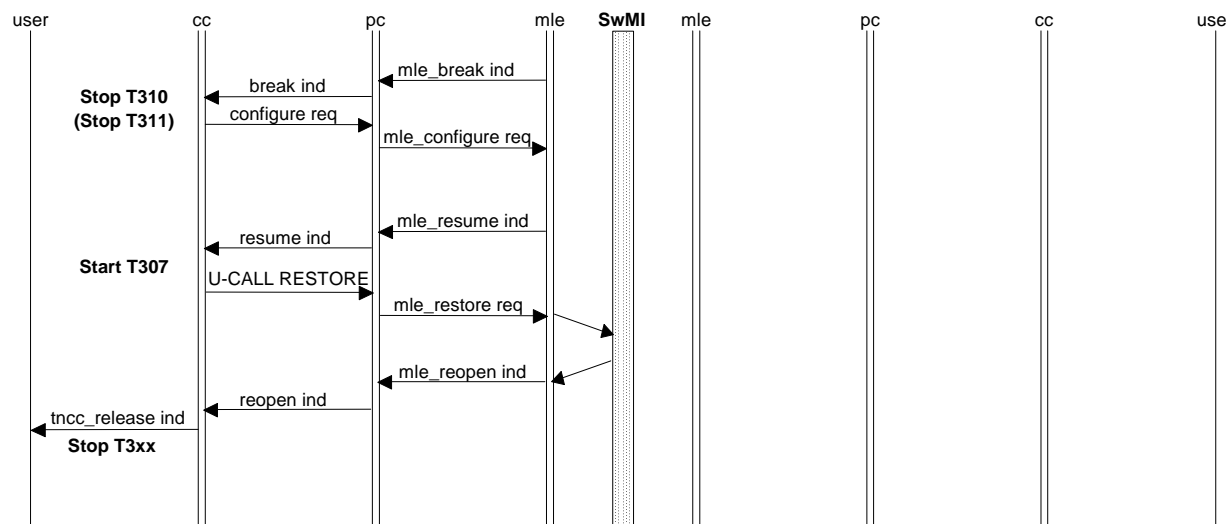 user cc pc mle SwMI mle pc cc use
mle_break ind
break ind
Stop T310
(Stop T311)
configure req
mle_configure req
mle_resume ind
resume ind
Start T307
U-CALL RESTORE
mle_restore req
mle_reopen ind
reopen ind
tncc_release ind
Stop T3xx